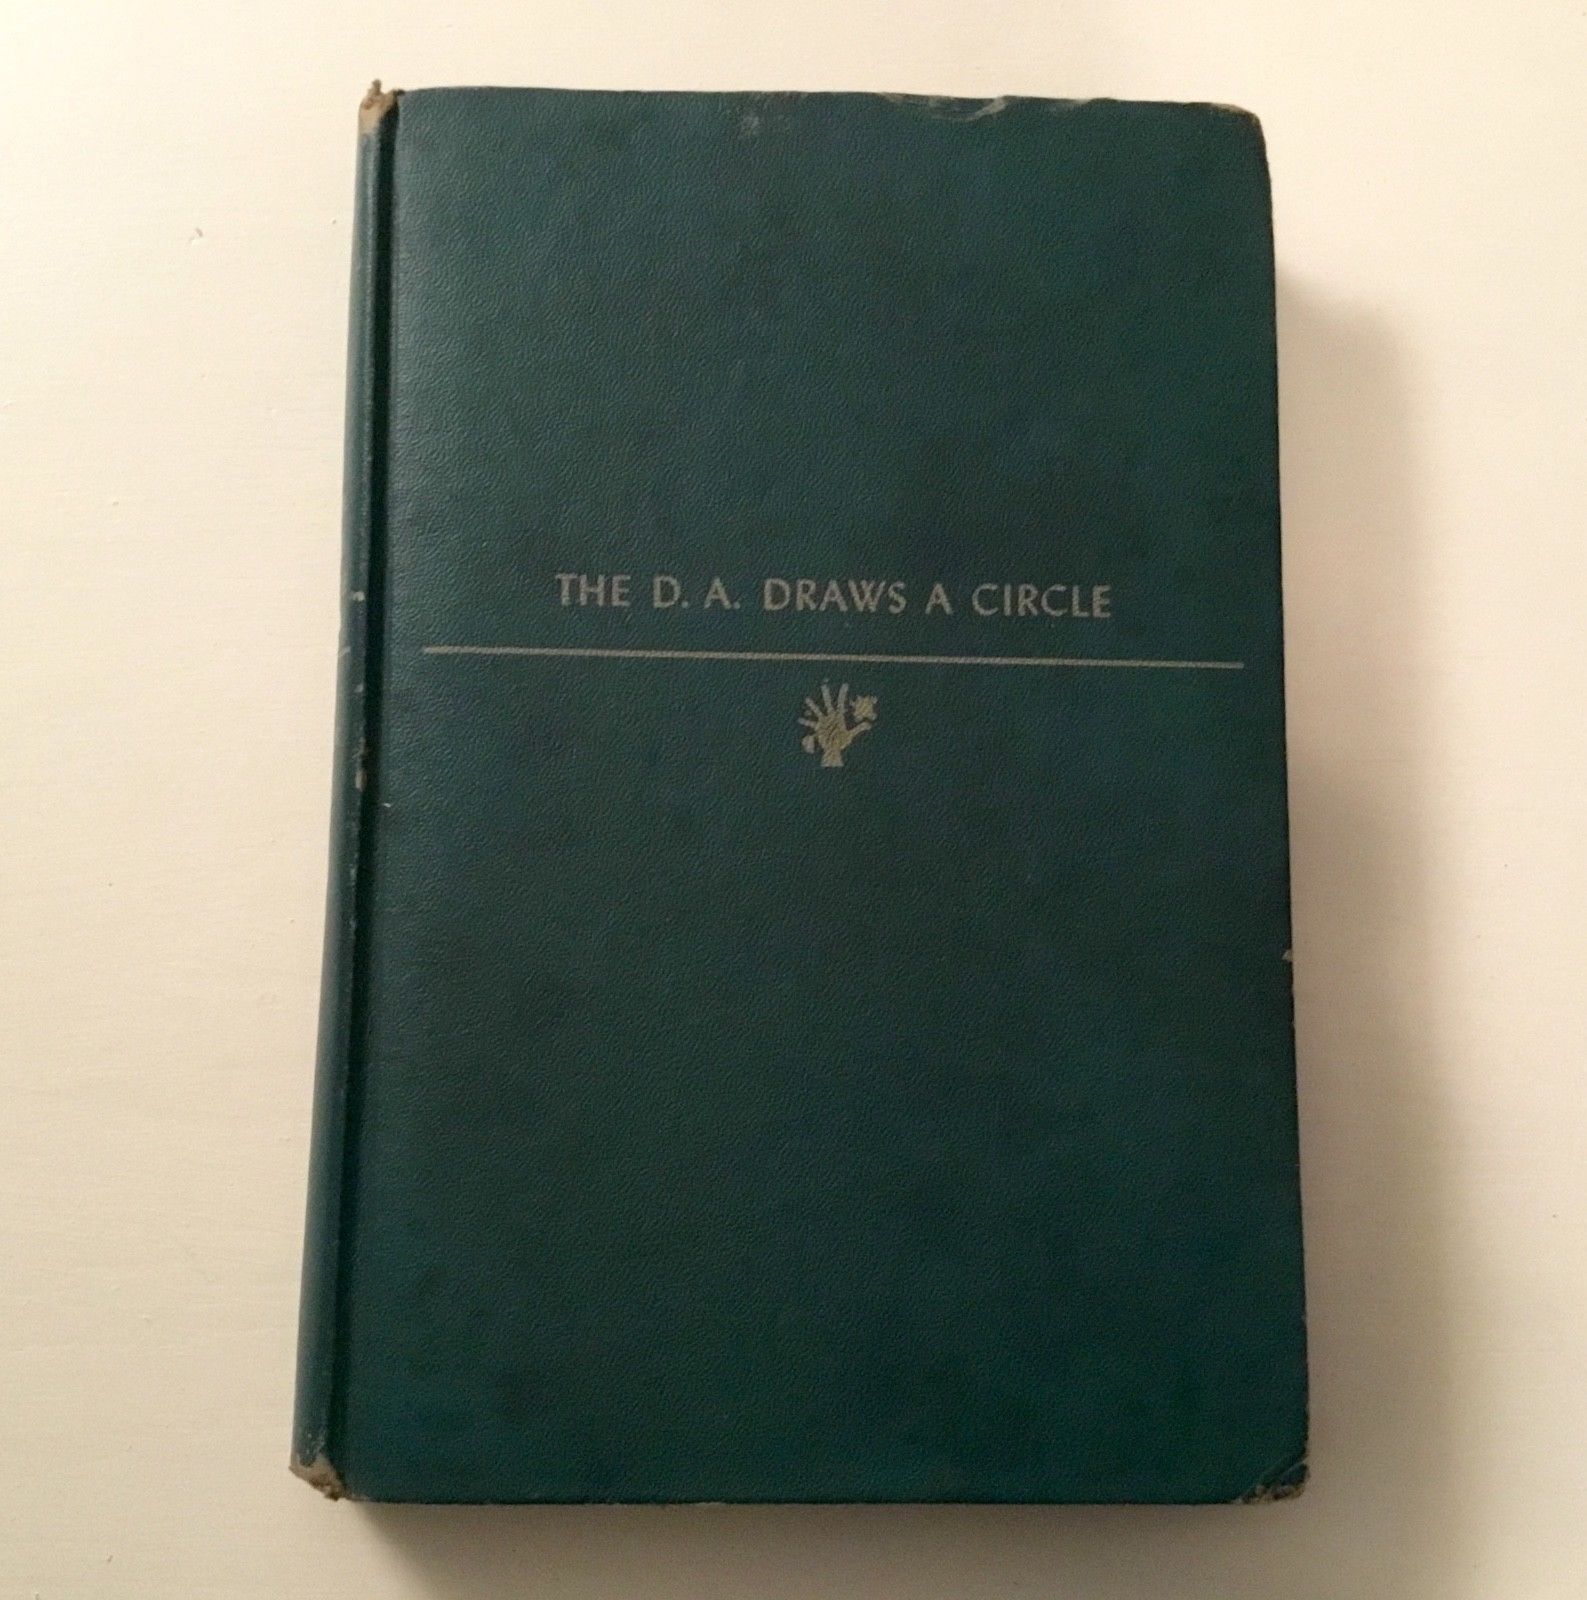 THE D. A. DRAWS A CIRCLE